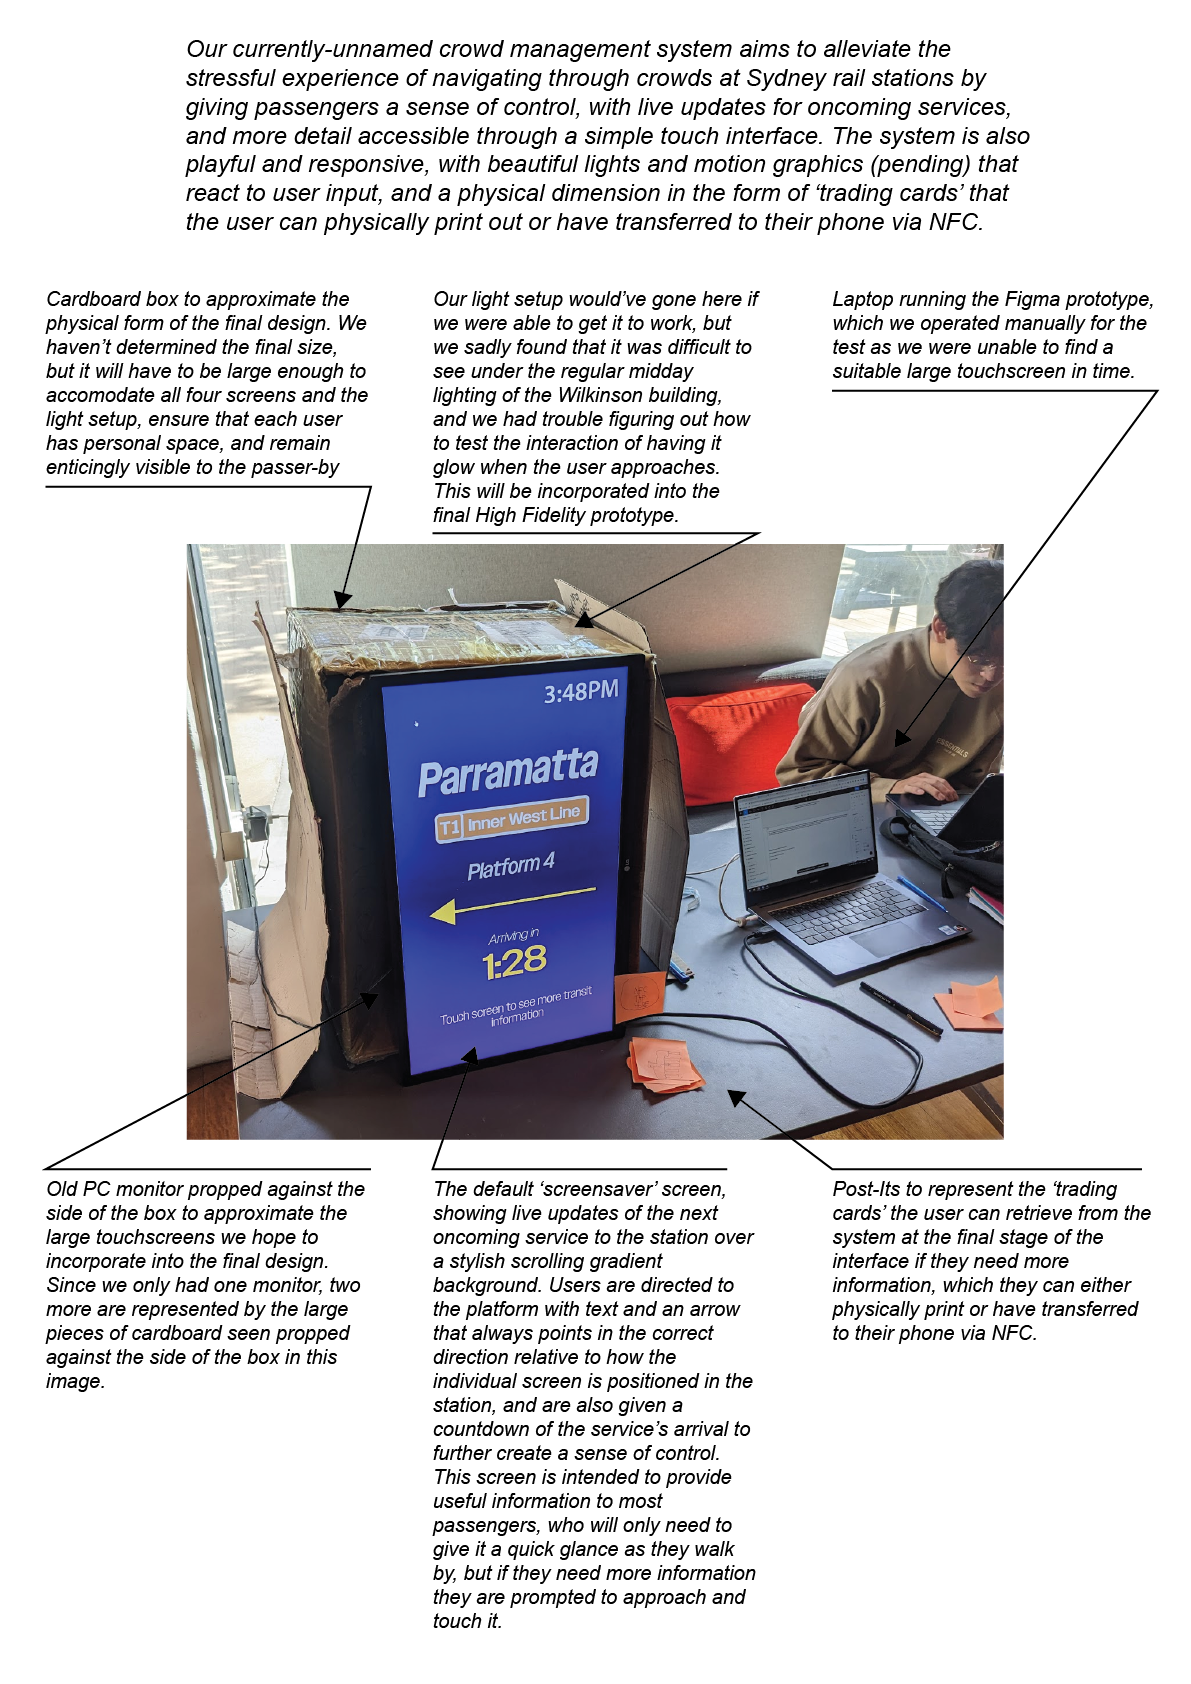 Our currently-unnamed crowd management system aims to alleviate the
stressful experience of navigating through crowds at Sydney rail stations by
giving passengers a sense of control, with live updates for oncoming services,
and more detail accessible through a simple touch interface. The system is also
playful and responsive, with beautiful lights and motion graphics (pending) that
react to user input, and a physical dimension in the form of ‘trading cards’ that
the user can physically print out or have transferred to their phone via NFC.
Cardboard box to approximate the
physical form of the final design. We
haven’t determined the final size,
but it will have to be large enough to
accomodate all four screens and the
light setup, ensure that each user
has personal space, and remain
enticingly visible to the passer-by
Our light setup would’ve gone here if
we were able to get it to work, but
we sadly found that it was difficult to
see under the regular midday
lighting of the Wilkinson building,
and we had trouble figuring out how
to test the interaction of having it
glow when the user approaches.
This will be incorporated into the
final High Fidelity prototype.
Laptop running the Figma prototype,
which we operated manually for the
test as we were unable to find a
suitable large touchscreen in time.
3:48PM
Parramatta
T1 Inner West Line
Platform 4
Arriving in
1:28
Touch screen to see more transit
information
ESSENTIALS
Old PC monitor propped against the
side of the box to approximate the
large touchscreens we hope to
incorporate into the final design.
Since we only had one monitor, two
more are represented by the large
pieces of cardboard seen propped
against the side of the box in this
image.
The default ‘screensaver’ screen,
showing live updates of the next
oncoming service to the station over
a stylish scrolling gradient
background. Users are directed to
the platform with text and an arrow
that always points in the correct
direction relative to how the
individual screen is positioned in the
station, and are also given a
countdown of the service’s arrival to
further create a sense of control.
This screen is intended to provide
useful information to most
passengers, who will only need to
give it a quick glance as they walk
by, but if they need more information
they are prompted to approach and
touch it.
Post-Its to represent the ‘trading
cards’ the user can retrieve from the
system at the final stage of the
interface if they need more
information, which they can either
physically print or have transferred
to their phone via NFC.